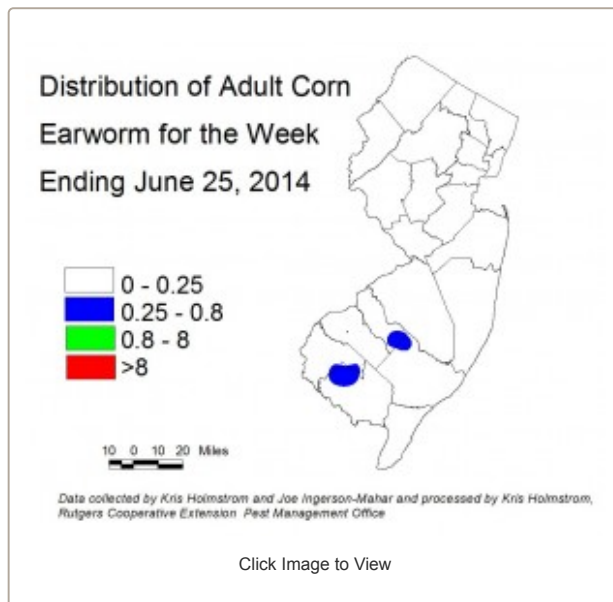 Distribution of Adult Corn
Earworm for the Week
Ending June 25, 2014
0 - 0.25
0.25 - 0.8
0.8 - 8
>8
10 0 10 20 Miles
Data collected by Kris Holmstrom and Joe Ingerson-Mahar and processed by Kris Holmstrom,
Rutgers Cooperative Extension Pest Management Office
Click Image to View